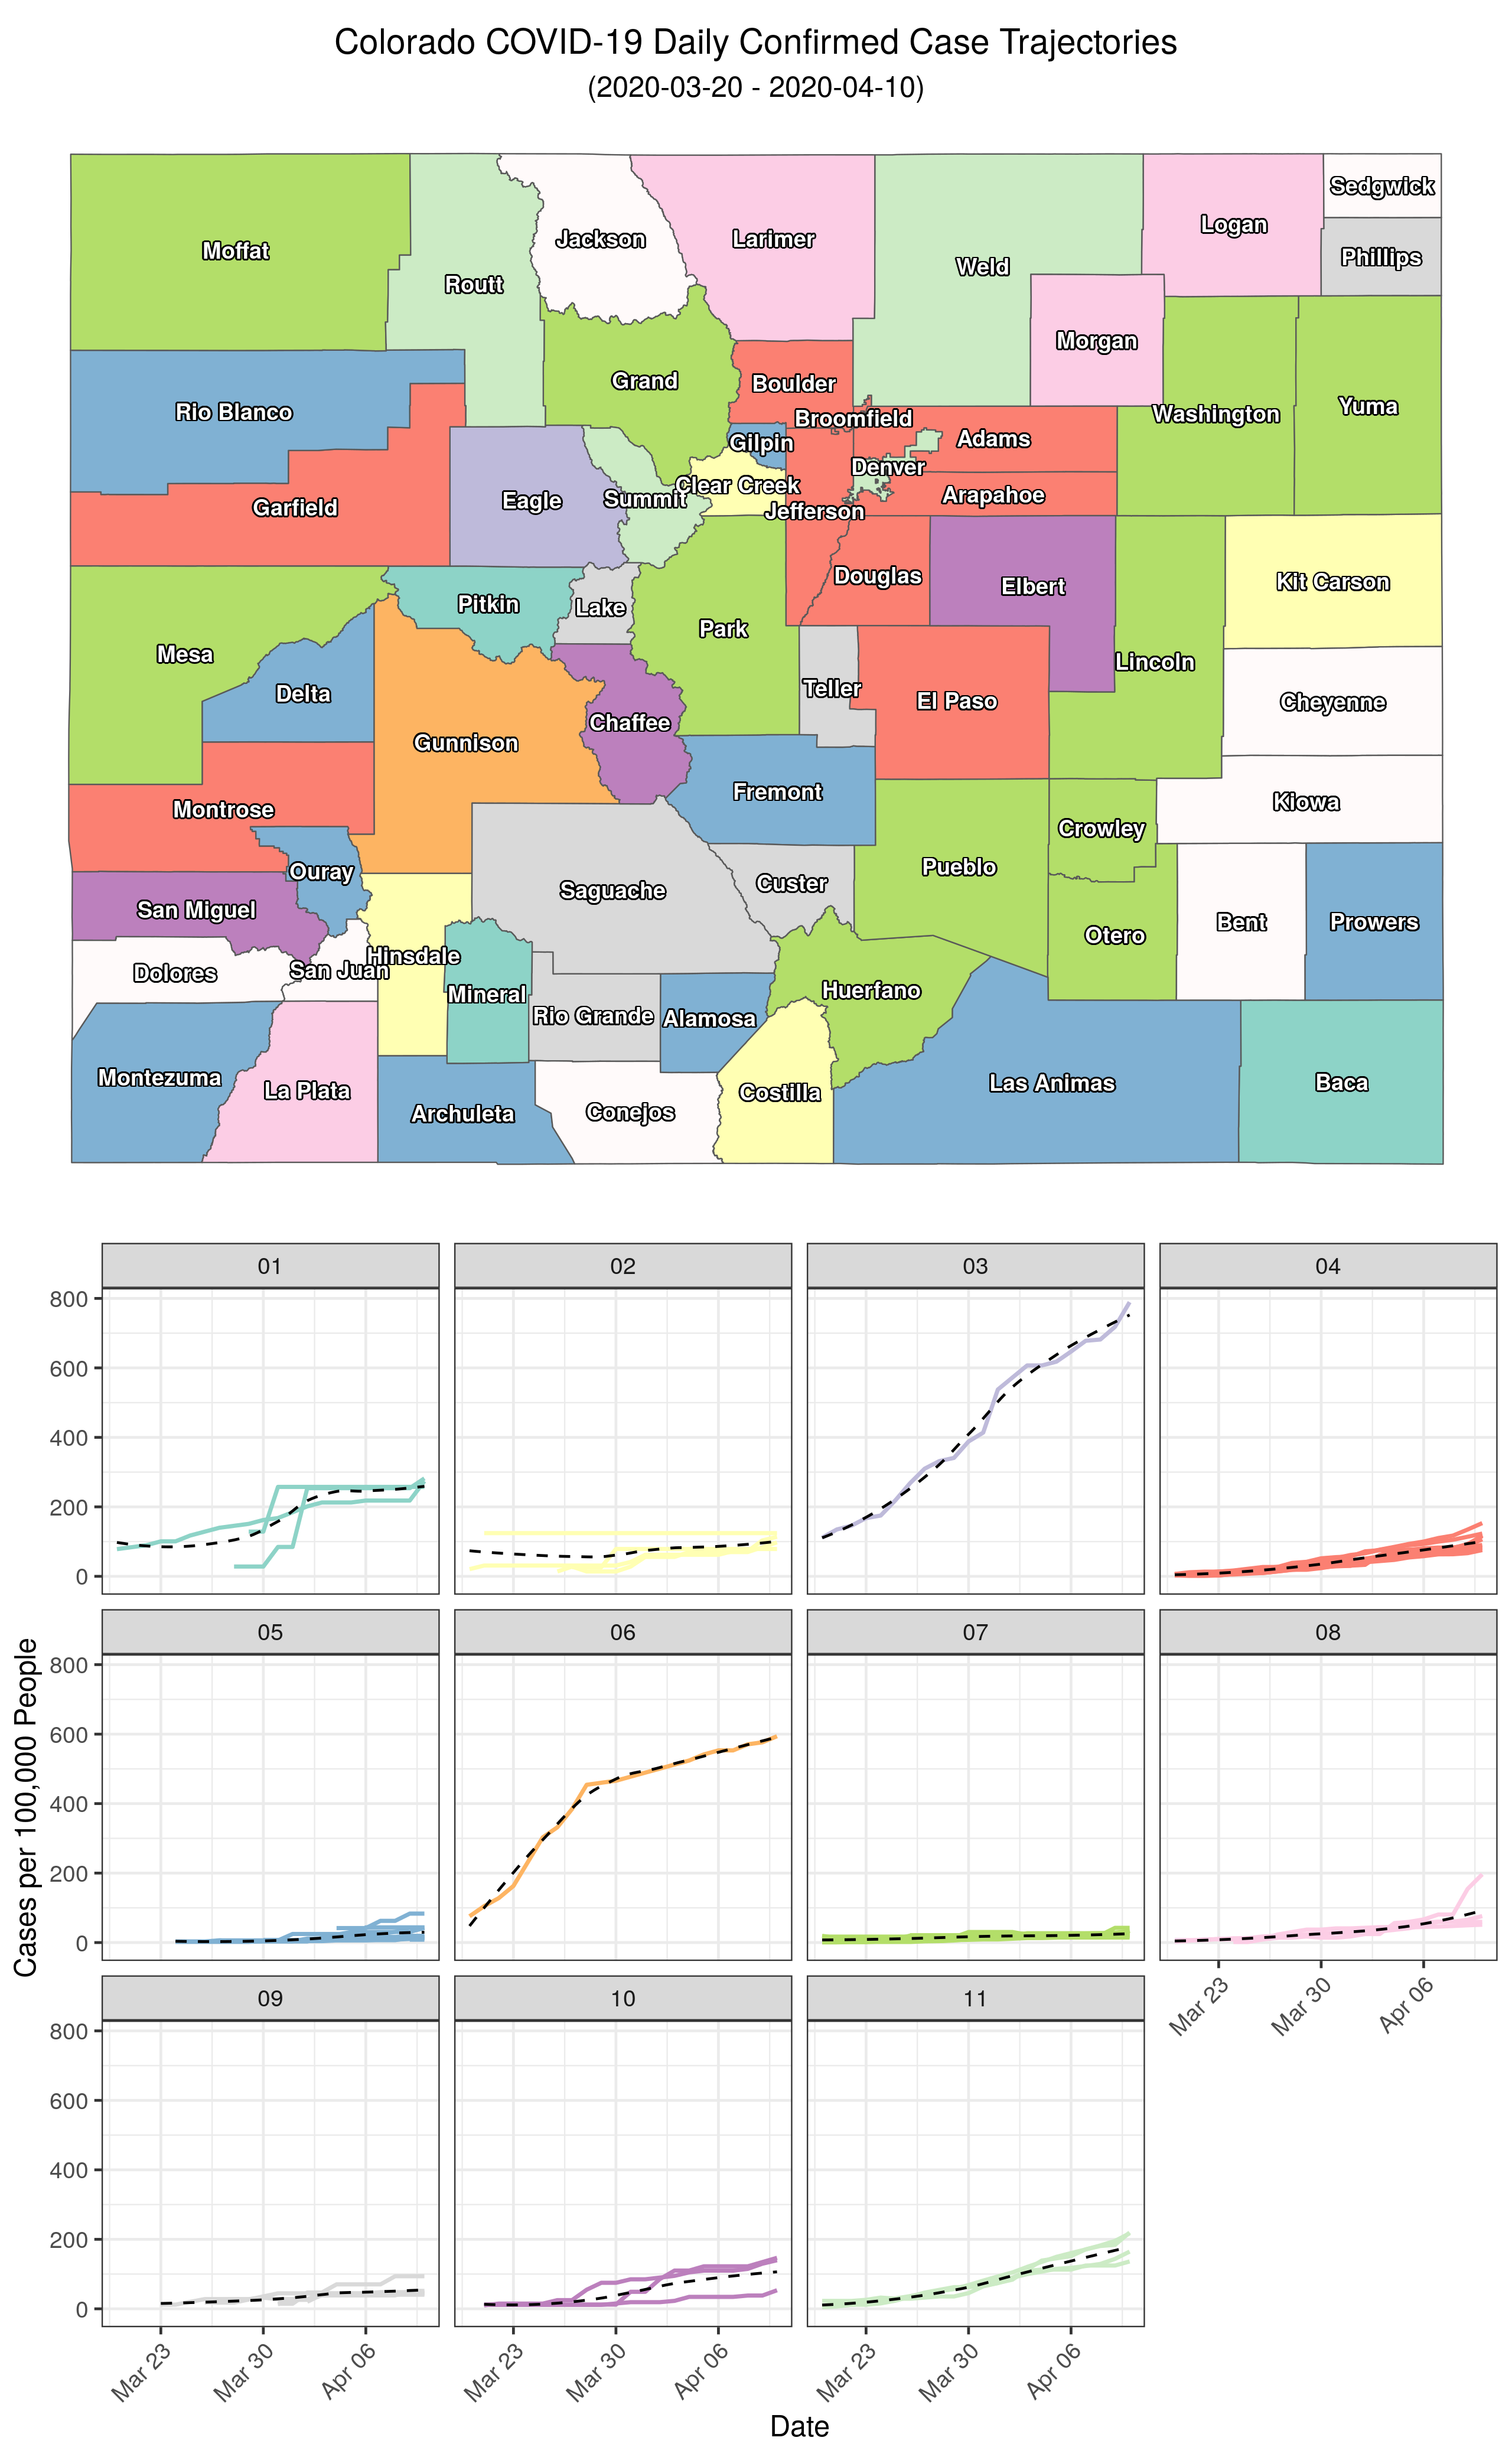 Colorado COVID-19 Daily Confirmed Case Trajectories
(2020-03-20 - 2020-04-10)
Sedgwick
Moffat
Jackson
Larimer
Logan
Phillips
Routt
Weld
Morgan
Rio Blanco
Grand
Boulder
Broomfield
Washington
Yuma
Gilpin
Adams
Denver
Garfield
Eagle
Summit
Clear Creek
Arapahoe
Jefferson
Pitkin
Lake
Douglas
Elbert
Kit Carson
Mesa
Park
Lincoln
Delta
Teller
El Paso
Cheyenne
Gunnison
Chaffee
Montrose
Fremont
Kiowa
Crowley
Ouray
Saguache
Custer
Pueblo
San Miguel
Otero
Bent
Prowers
Dolores
San Juan
Hinsdale
Mineral
Rio Grande
Alamosa
Huerfano
Montezuma
La Plata
Archuleta
Conejos
Costilla
Las Animas
Baca
01
02
03
04
800
600
400
200
0
05
06
07
08
800
600
400
200
0
Mar 23
Mar 30
Apr 06
09
10
11
800
600
400
200
0
Mar 23
Mar 30
Apr 06
Mar 23
Mar 30
Apr 06
Mar 23
Mar 30
Apr 06
Cases per 100,000 People
Date